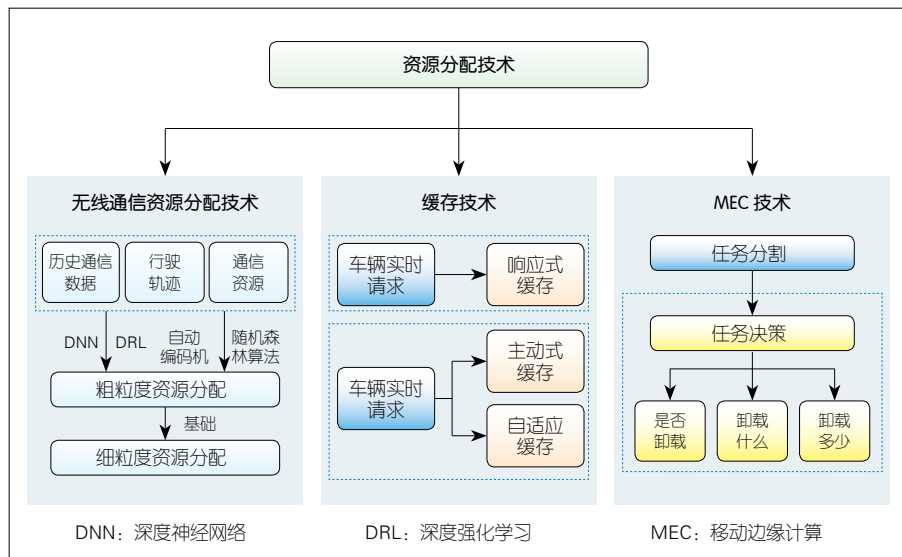 资源分配技术
无线通信资源分配技术
历史通信
数据
行驶
轨迹
通信
资源
DNN
DRL
自动
编码机
随机森
林算法
粗粒度资源分配
基础
细粒度资源分配
缓存技术
车辆实时
请求
响应式
缓存
车辆实时
请求
主动式
缓存
自适应
缓存
MEC 技术
任务分割
任务决策
是否
卸载
卸载
什么
卸载
多少
DNN：深度神经网络
DRL：深度强化学习
MEC：移动边缘计算